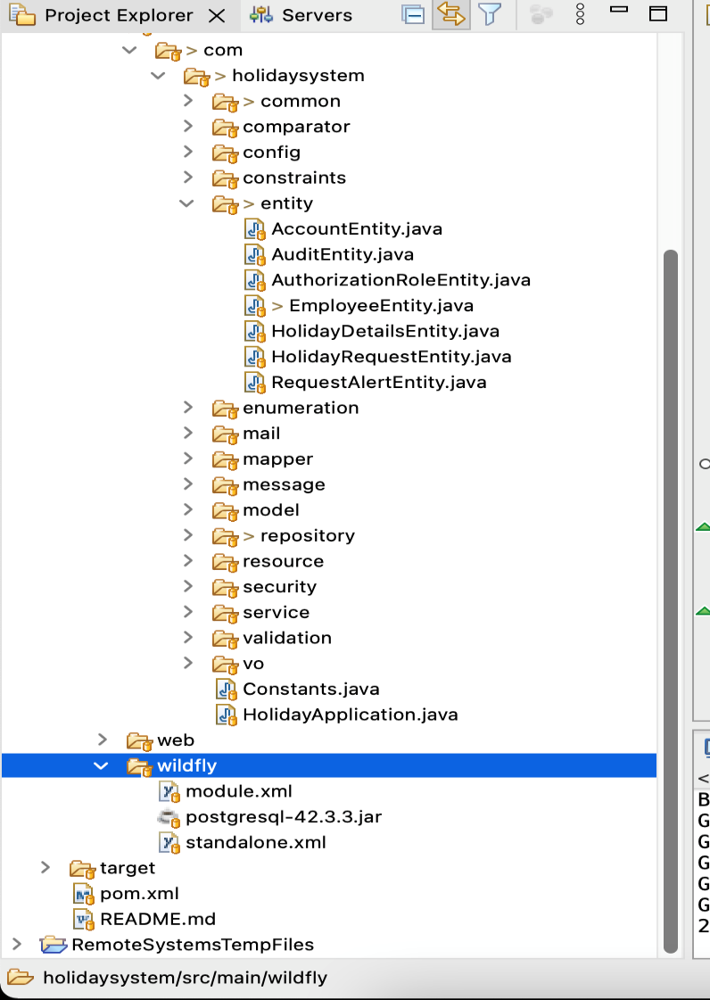 Project Explorer Servers
> com
> holidaysystem
> common
comparator
config
constraints
> entity
AccountEntity.java
AuditEntity.java
AuthorizationRoleEntity.java
> EmployeeEntity.java
HolidayDetailsEntity.java
HolidayRequestEntity.java
RequestAlertEntity.java
enumeration
mail
mapper
message
model
> repository
resource
security
service
validation
vo
Constants.java
HolidayApplication.java
web
wildfly
<
module.xml
B
postgresql-42.3.3.jar
G
standalone.xml
G
target
G
G
pom.xml
G
README.md
2
RemoteSystemsTempFiles
holidaysystem/src/main/wildfly